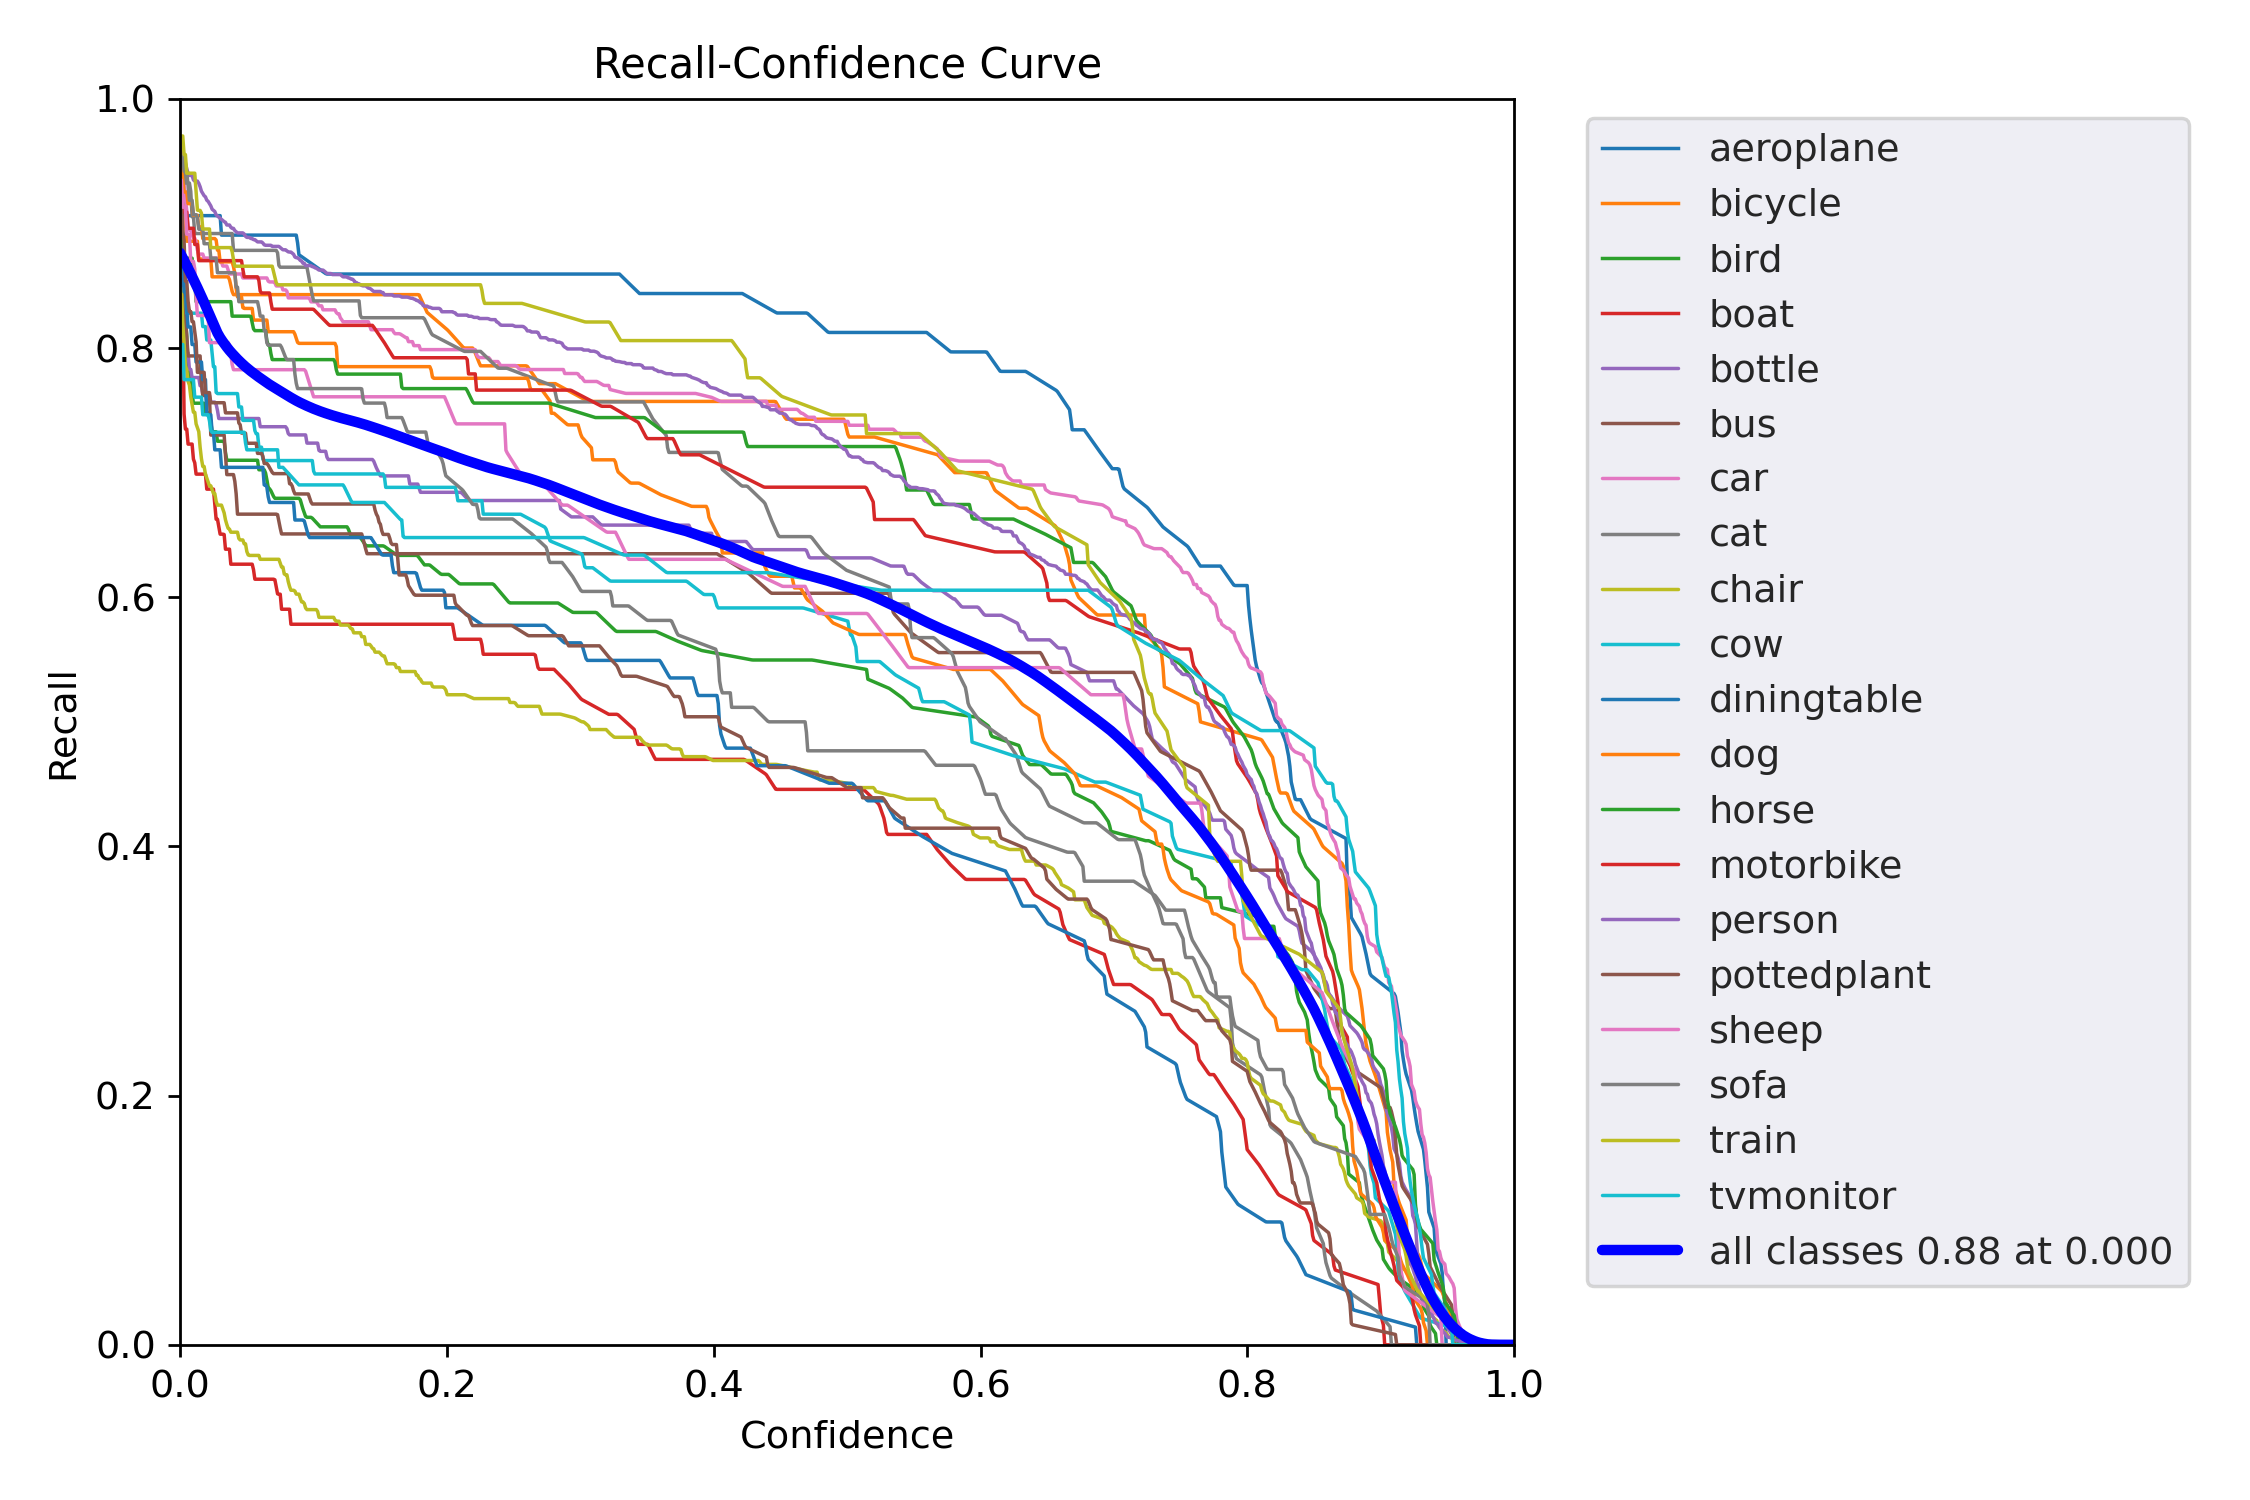 Recall-Confidence Curve
1.0
0.8
0.6
0.4
0.2
0.0
Recall
0.0 0.2 0.4 0.6 0.8 1.0
Confidence
aeroplane
bicycle
bird
boat
bottle
bus
car
cat
chair
cow
diningtable
dog
horse
motorbike
person
pottedplant
sheep
sofa
train
tvmonitor
all classes 0.88 at 0.000